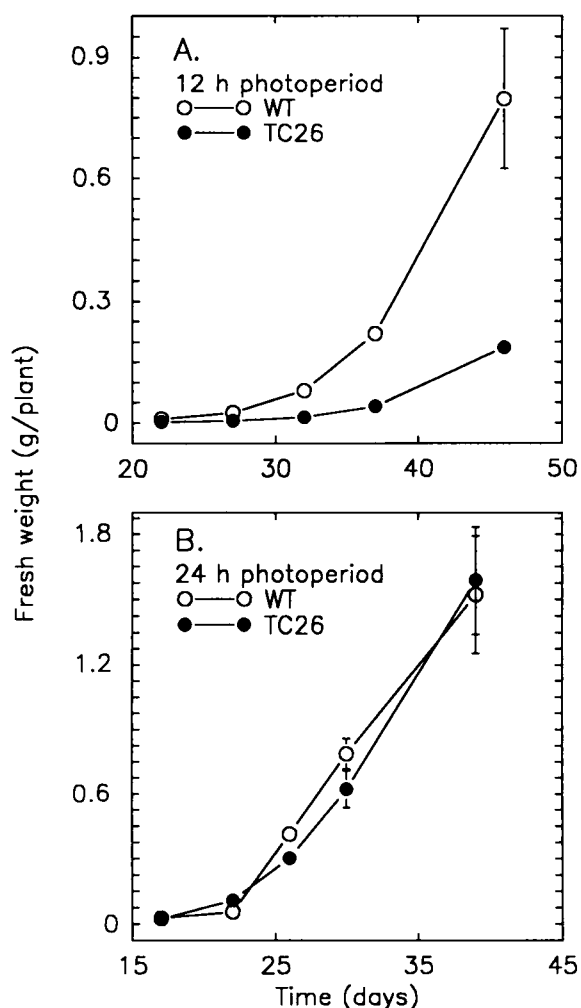 A.
12 h photoperiod
WT
TC26
0.9
0.6
0.3
0
20 30 40 50
Fresh weight (g/plant)
B.
24 h photoperiod
WT
TC26
1.8
1.2
0.6
0
15 25 35 45
Time (days)